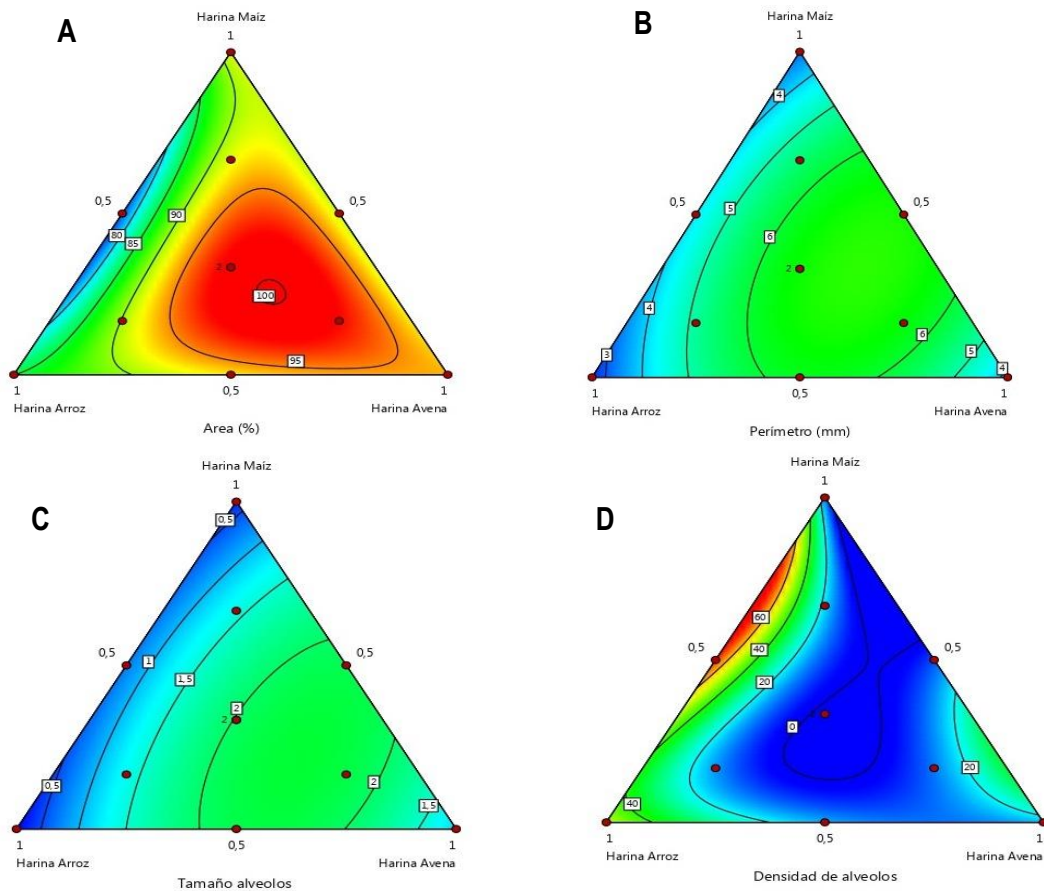 A
Harina Maíz
1
0,5
0,5
90
80
85
2
100
95
1
0,5
1
Harina Arroz
Harina Avena
Area (%)
B
Harina Maíz
1
4
0,5
0,5
5
6
2
4
3
6
5
4
1
0,5
1
Harina Arroz
Harina Avena
Perímetro (mm)
C
Harina Maíz
1
0,5
0,5
0,5
1
1,5
2
2
0,5
2
1,5
1
0,5
1
Harina Arroz
Harina Avena
Tamaño alveolos
D
Harina Maíz
1
60
0,5
0,5
40
20
0
20
40
1
0,5
1
Harina Arroz
Harina Avena
Densidad de alveolos